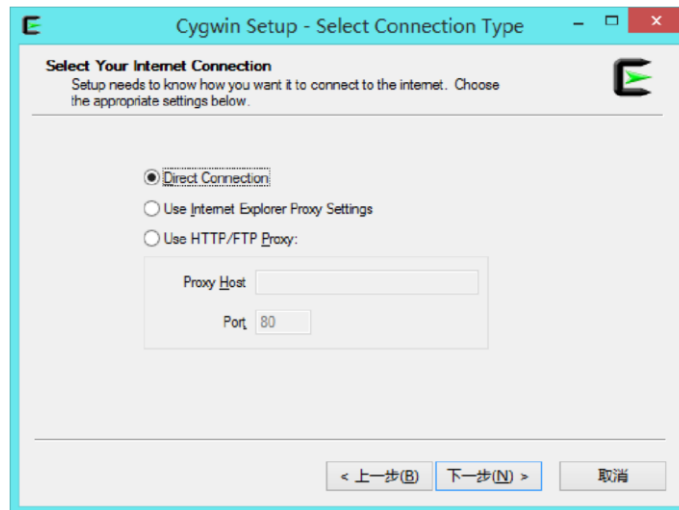 Cygwin Setup - Select Connection Type
Select Your Internet Connection
Setup needs to know how you want it to connect to the internet. Choose
the appropriate settings below.
Direct Connection
Use Internet Explorer Proxy Settings
Use HTTP/FTP Proxy:
Proxy Host
Port 80
< 上一步(B) 下一步(N) > 取消